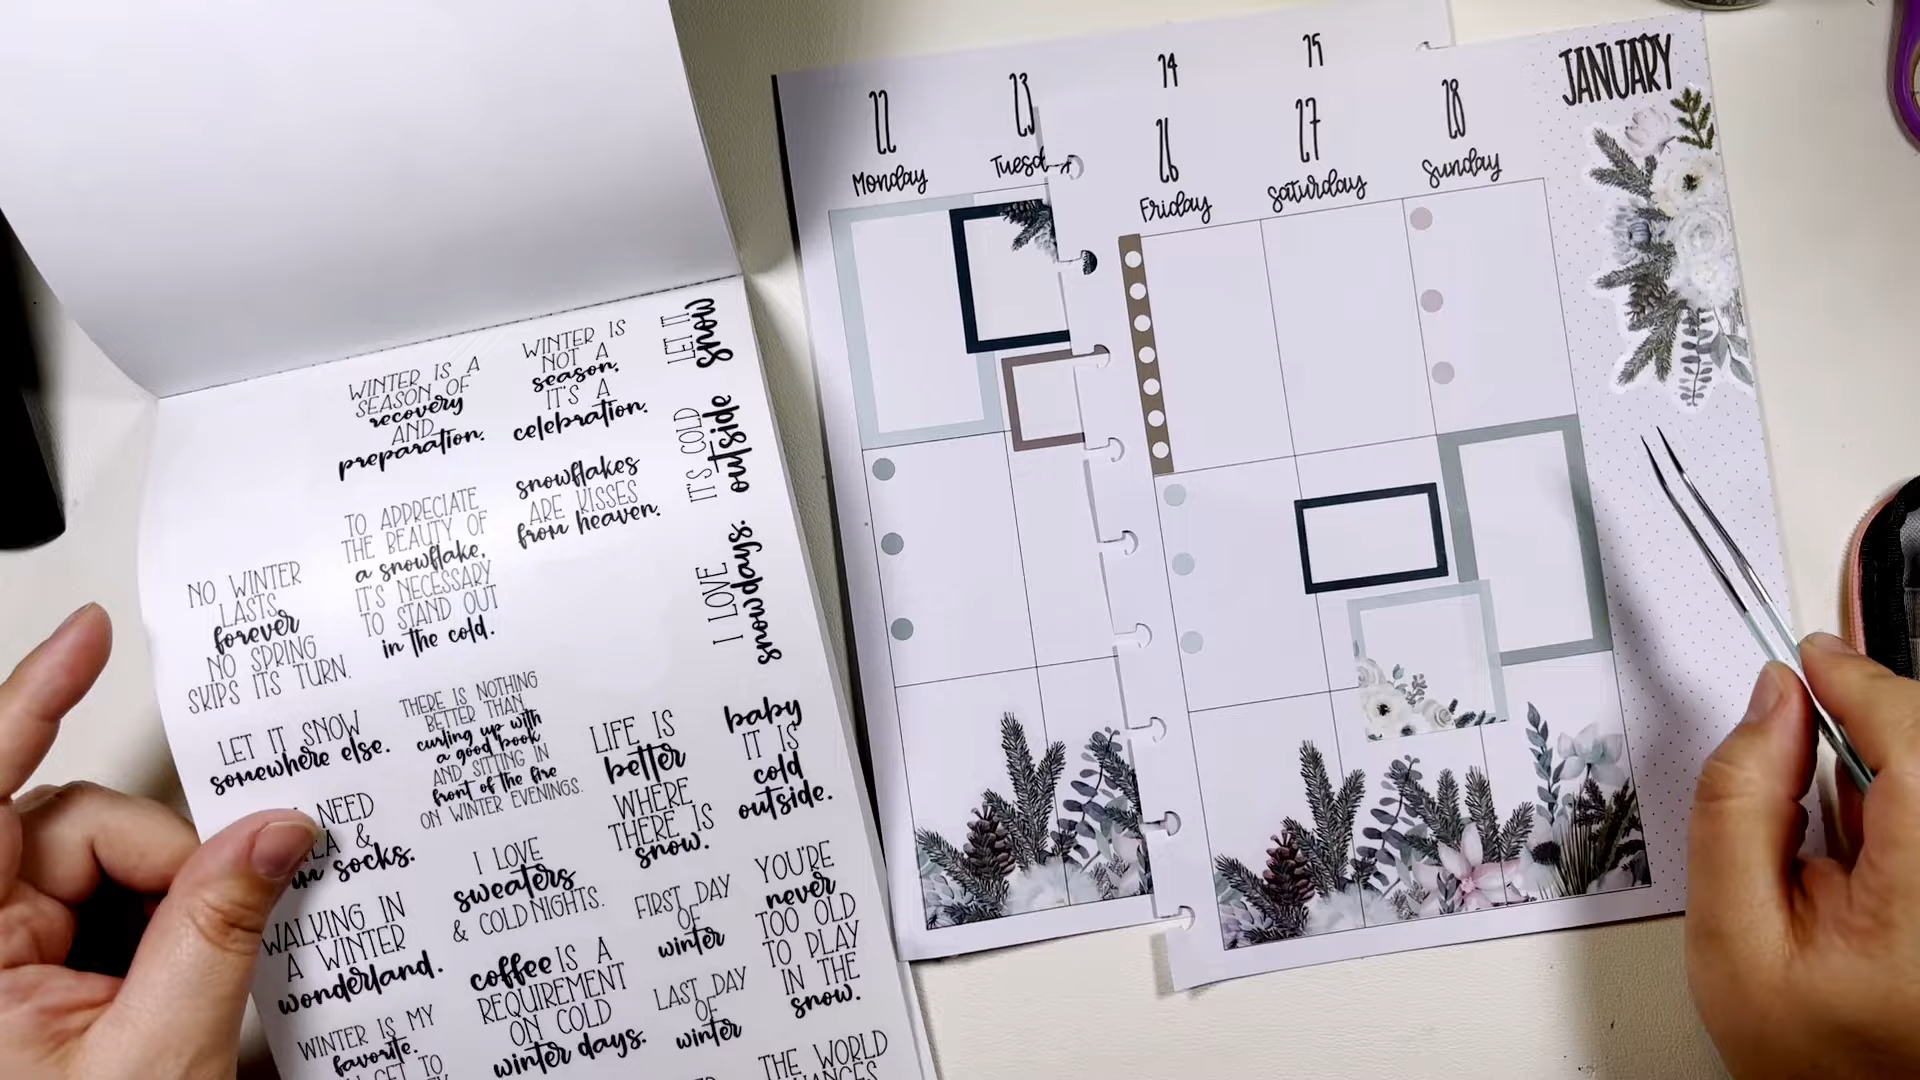 WINTER IS A
SEASON OF
recovery
AND
preparation.
WINTER IS
NOT A
season,
IT'S A
celebration.
LET IT
snow
TO APPRECIATE
THE BEAUTY OF
a snowflake,
IT'S NECESSARY
TO STAND OUT
in the cold.
snowflakes
ARE KISSES
from heaven.
IT'S COLD
outside
NO WINTER
LASTS
forever
NO SPRING
SKIPS ITS TURN.
I LOVE
snowdays.
LET IT SNOW
somewhere else.
THERE IS NOTHING
BETTER THAN
curling up with
a good book
AND SITTING IN
front of the fire
ON WINTER EVENINGS.
LIFE IS
better
WHERE
THERE IS
snow.
baby
IT IS
cold
outside.
NEED
&
socks.
I LOVE
sweaters
& COLD NIGHTS.
FIRST DAY
OF
winter
YOU'RE
never
TOO OLD
TO PLAY
IN THE
snow.
WALKING IN
A WINTER
wonderland.
coffee IS A
REQUIREMENT
ON COLD
winter days.
LAST DAY
OF
winter
WINTER IS MY
favorite.
GET TO
THE WORLD
22
Monday
23
14
15
26
Friday
27
Saturday
28
Sunday
JANUARY